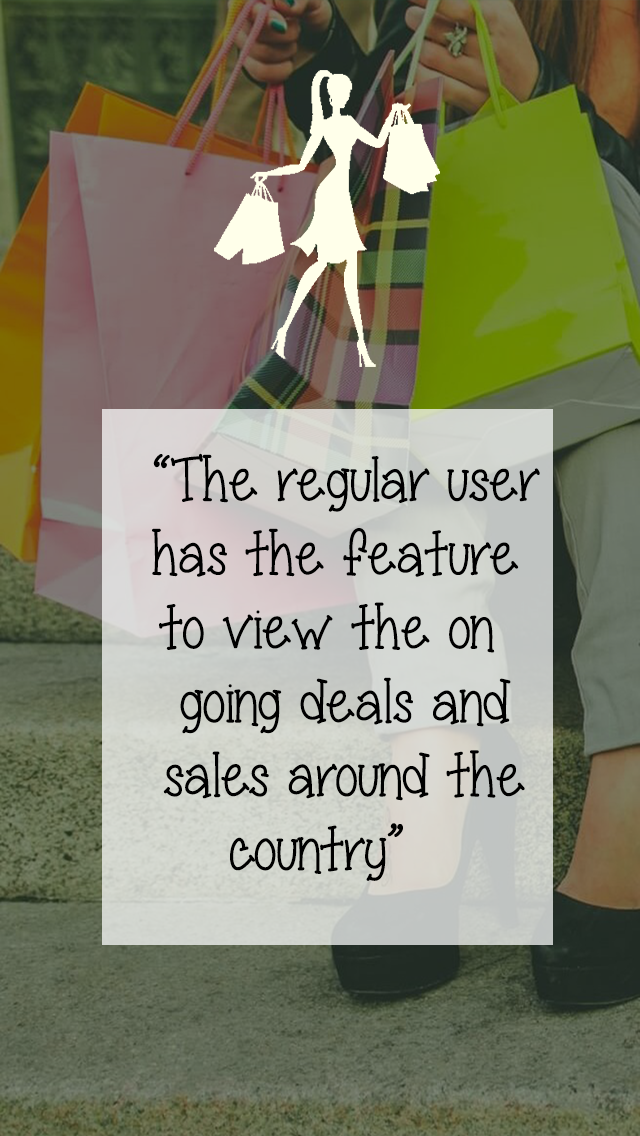 “The regular user
has the feature
to view the on
going deals and
sales around the
country”